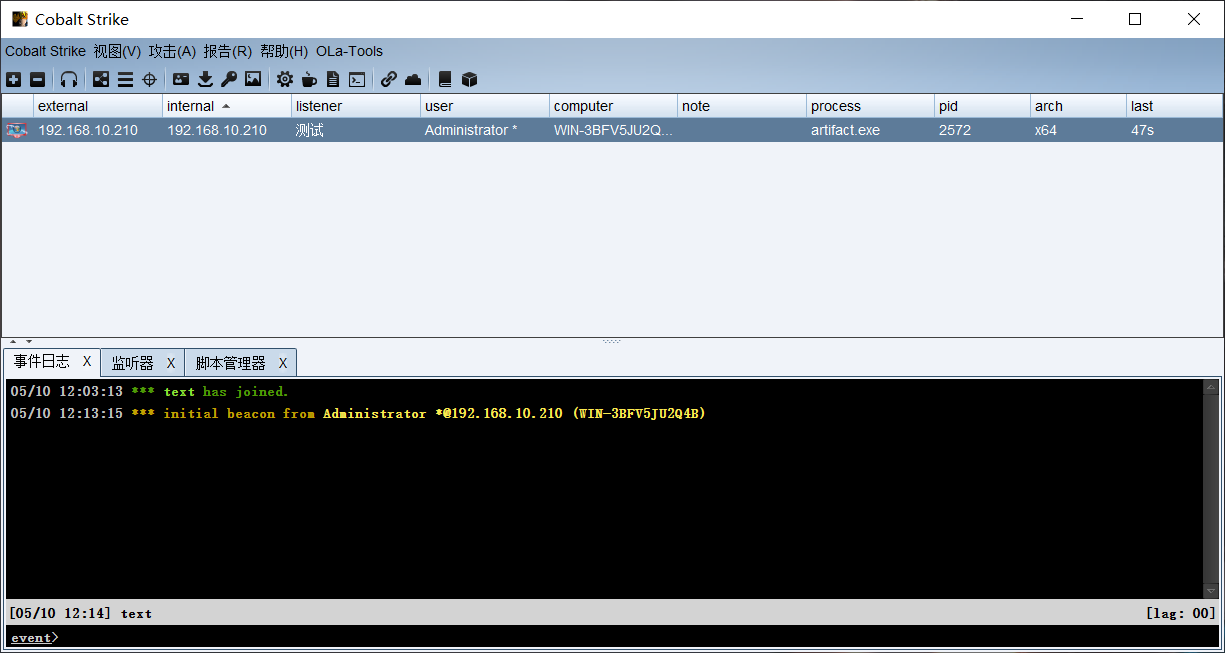 Cobalt Strike
Cobalt Strike 视图(V) 攻击(A) 报告(R) 帮助(H) OLa-Tools
external internal listener user computer note process pid arch last
192.168.10.210 192.168.10.210 测试 Administrator * WIN-3BFV5JU2Q... artifact.exe 2572 x64 47s
事件日志 X 监听器 X 脚本管理器 X
05/10 12:03:13 *** text has joined.
05/10 12:13:15 *** initial beacon from Administrator *@192.168.10.210 (WIN-3BFV5JU2Q4B)
[05/10 12:14] text [lag: 00]
event>